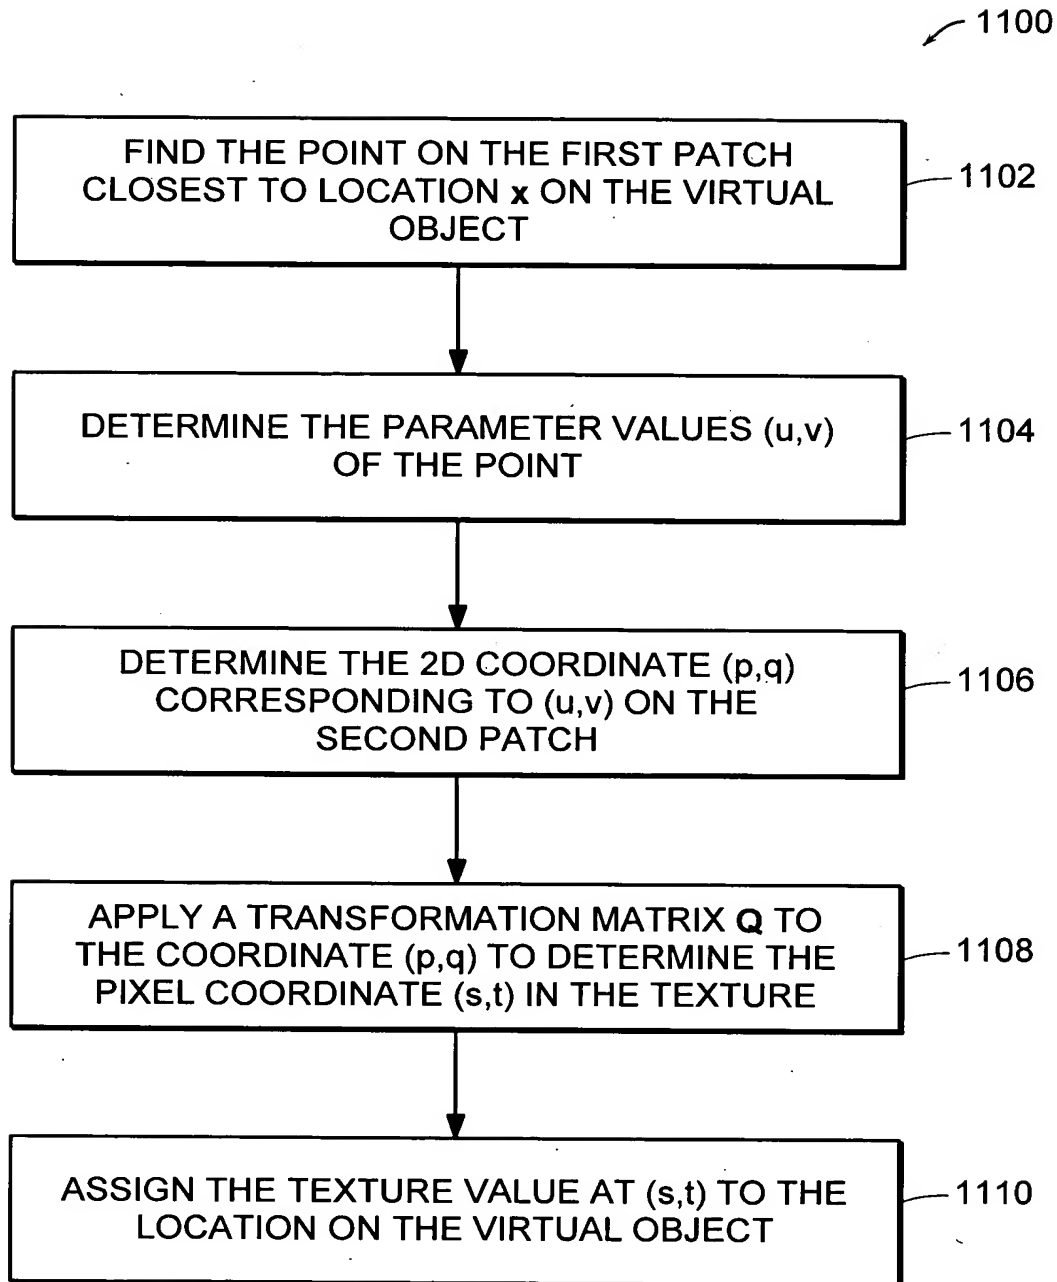 1100
FIND THE POINT ON THE FIRST PATCH
CLOSEST TO LOCATION x ON THE VIRTUAL
OBJECT
1102
DETERMINE THE PARAMETER VALUES (u,v)
OF THE POINT
1104
DETERMINE THE 2D COORDINATE (p,q)
CORRESPONDING TO (u,v) ON THE
SECOND PATCH
1106
APPLY A TRANSFORMATION MATRIX Q TO
THE COORDINATE (p,q) TO DETERMINE THE
PIXEL COORDINATE (s,t) IN THE TEXTURE
1108
ASSIGN THE TEXTURE VALUE AT (s,t) TO THE
LOCATION ON THE VIRTUAL OBJECT
1110